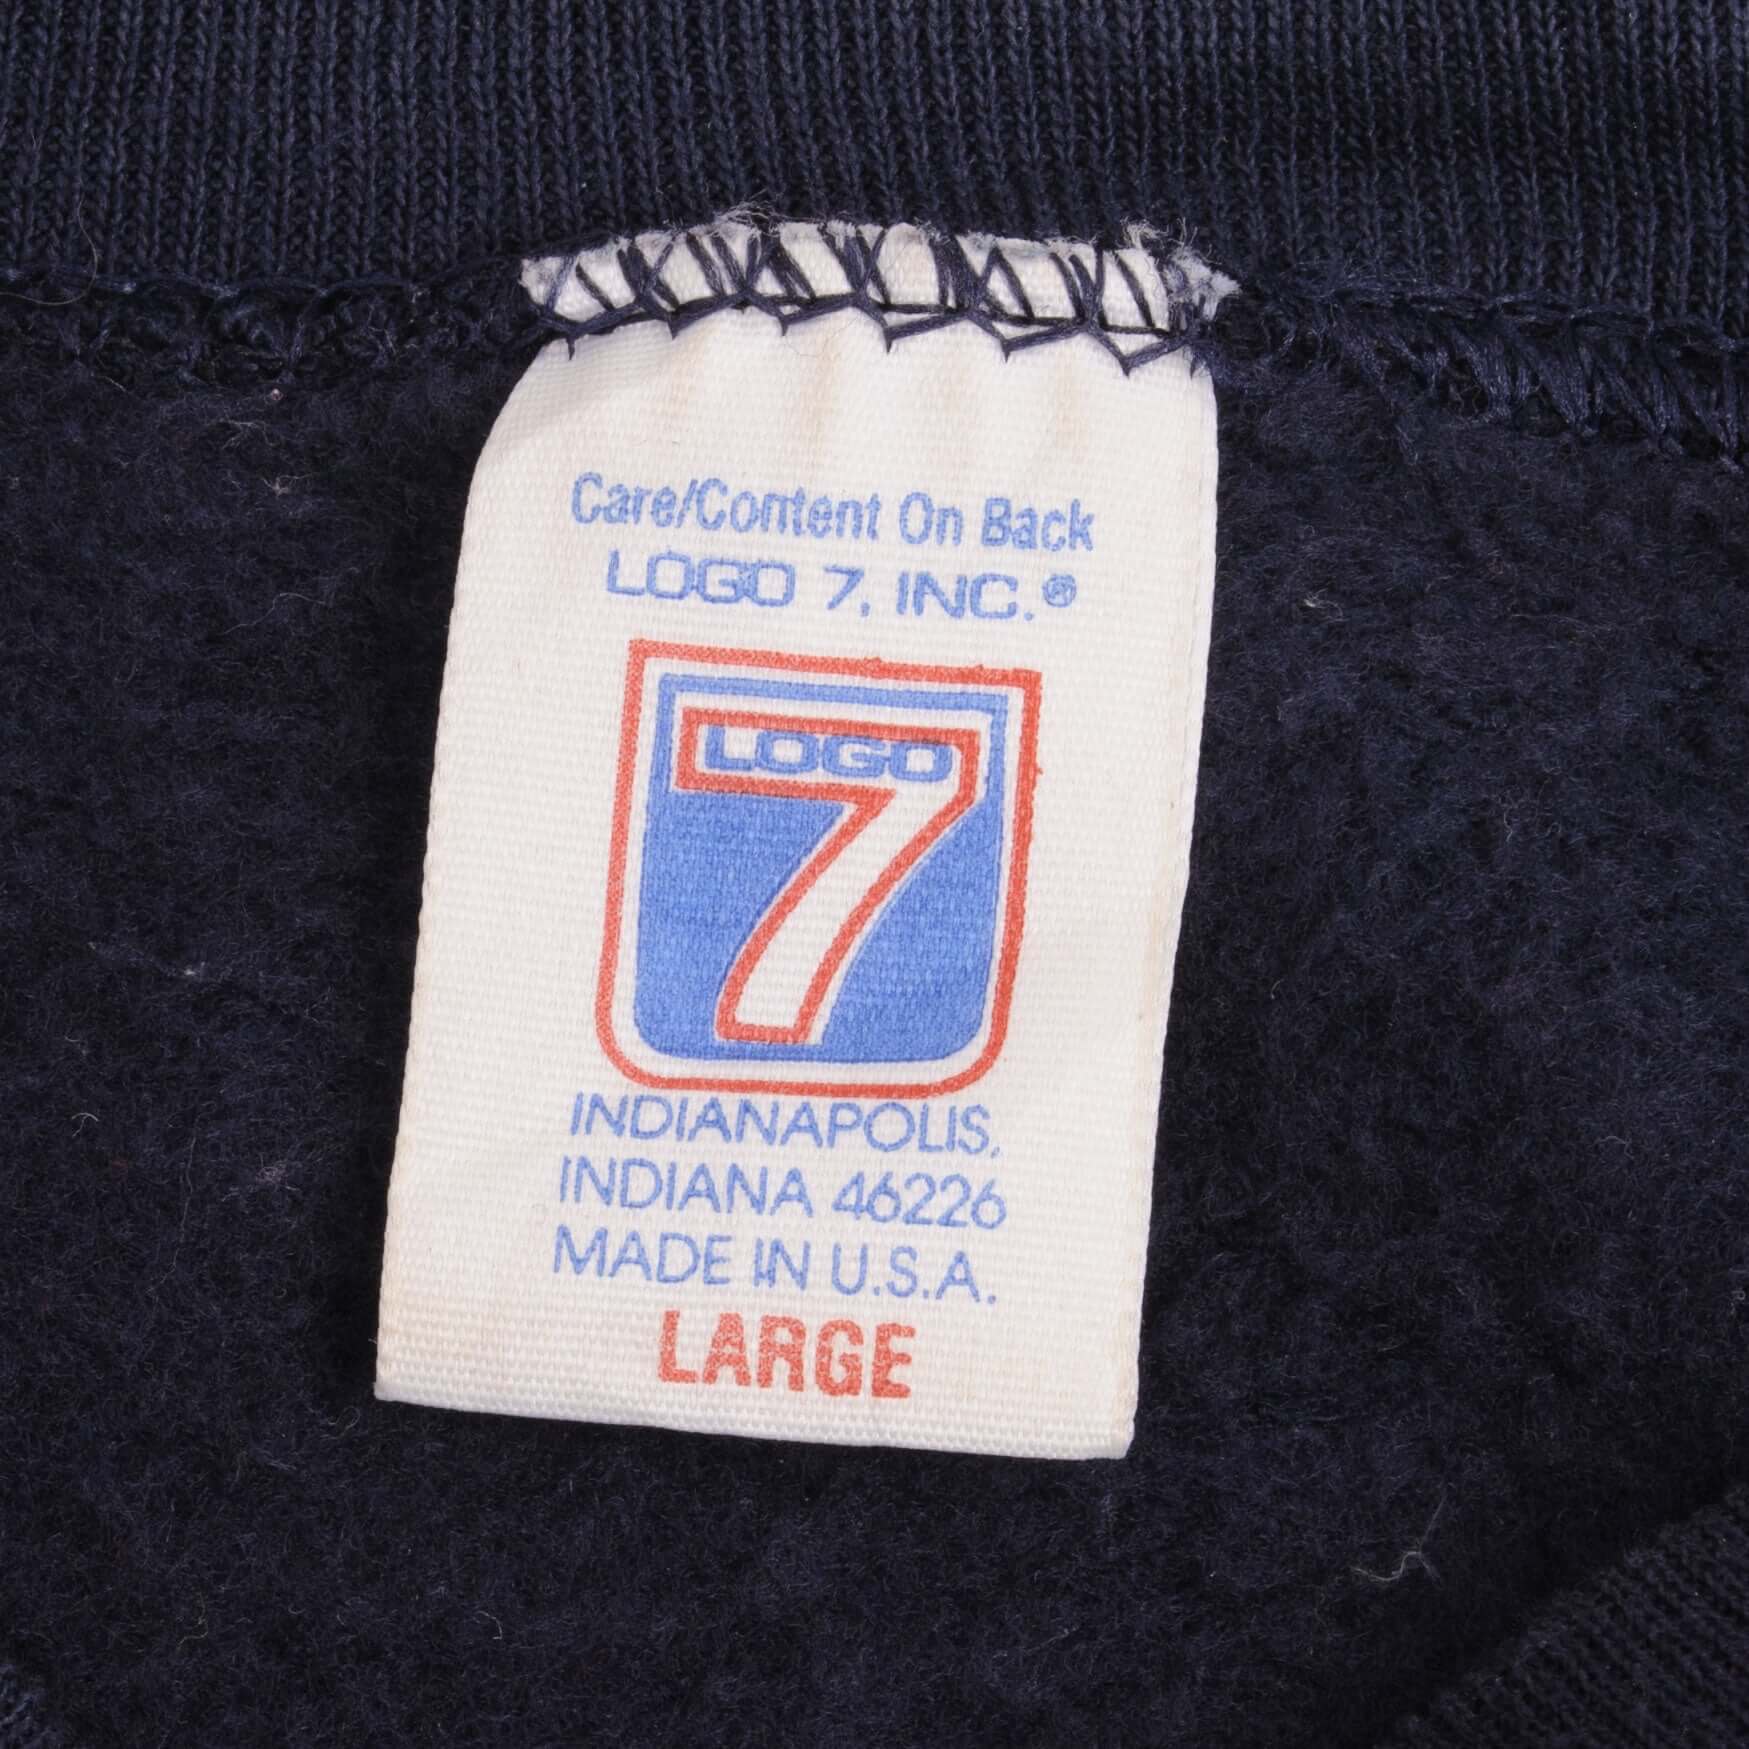 Care/Content On Back
LOGO 7, INC.®
LOGO
7
INDIANAPOLIS,
INDIANA 46226
MADE IN U.S.A.
LARGE